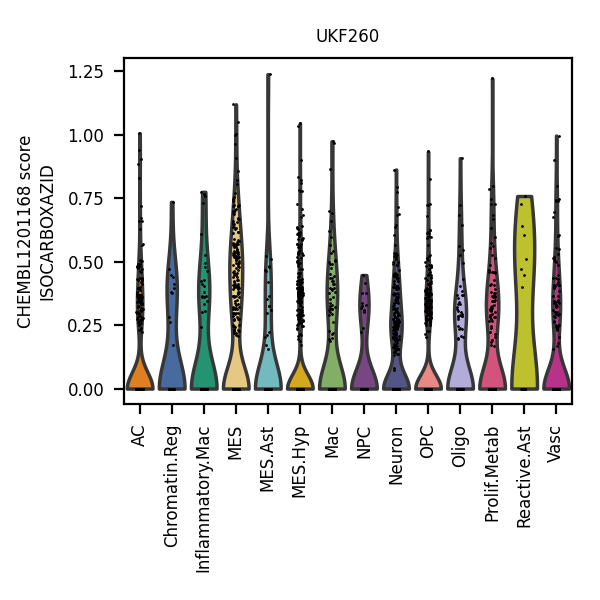 UKF260
CHEMBL1201168 score
ISOCARBOXAZID
1.25
1.00
0.75
0.50
0.25
0.00
AC
Chromatin.Reg
Inflammatory.Mac
MES
MES.Ast
MES.Hyp
Mac
NPC
Neuron
OPC
Oligo
Prolif.Metab
Reactive.Ast
Vasc